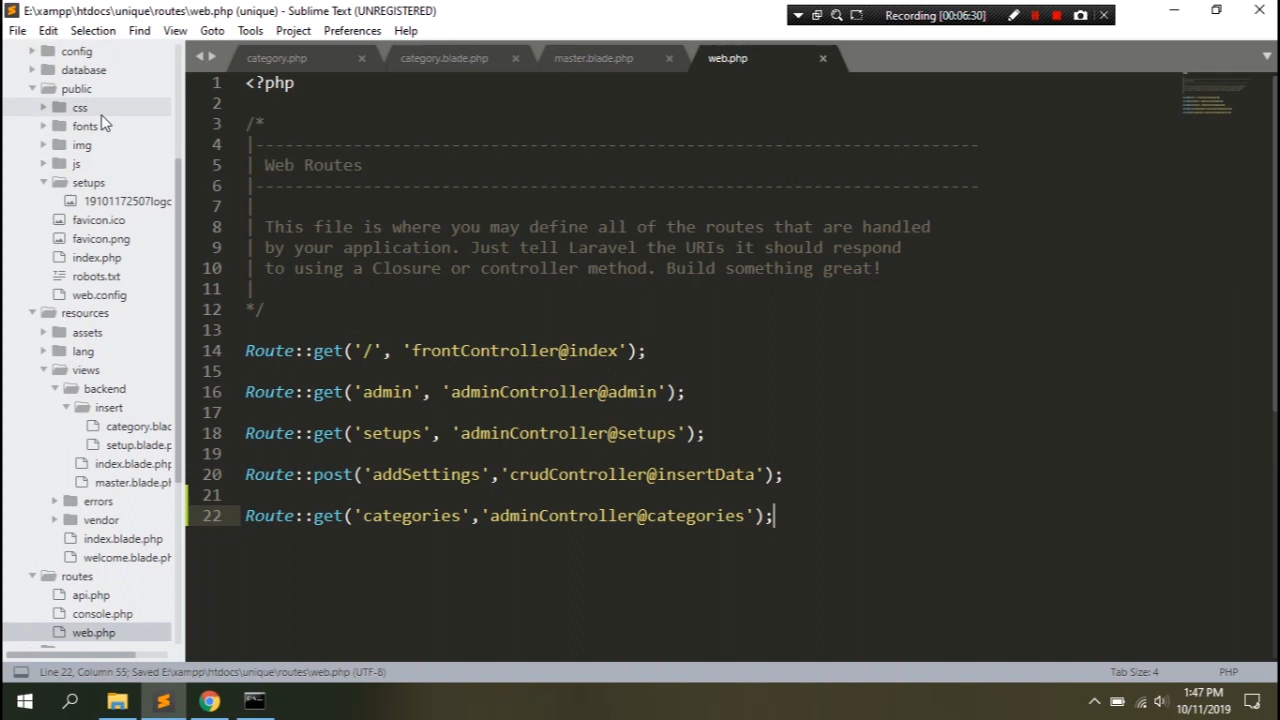 E:\xampp\htdocs\unique\routes\web.php (unique) - Sublime Text (UNREGISTERED)
Recording [00:06:30]
File Edit Selection Find View Goto Tools Project Preferences Help
config
database
public
css
fonts
img
js
setups
19101172507logo
favicon.ico
favicon.png
index.php
robots.txt
web.config
resources
assets
lang
views
backend
insert
category.blac
setup.blade.p
index.blade.php
master.blade.ph
errors
vendor
index.blade.php
welcome.blade.ph
routes
api.php
console.php
web.php
category.php category.blade.php master.blade.php web.php
1 <?php
2
3 /*
4 |--------------------------------------------------------------------------
5 | Web Routes
6 |--------------------------------------------------------------------------
7 |
8 | This file is where you may define all of the routes that are handled
9 | by your application. Just tell Laravel the URIs it should respond
10 | to using a Closure or controller method. Build something great!
11 |
12 */
13
14 Route::get('/', 'frontController@index');
15
16 Route::get('admin', 'adminController@admin');
17
18 Route::get('setups', 'adminController@setups');
19
20 Route::post('addSettings','crudController@insertData');
21
22 Route::get('categories','adminController@categories');
Line 22, Column 55; Saved E:\xampp\htdocs\unique\routes\web.php (UTF-8) Tab Size: 4 PHP
1:47 PM
10/11/2019